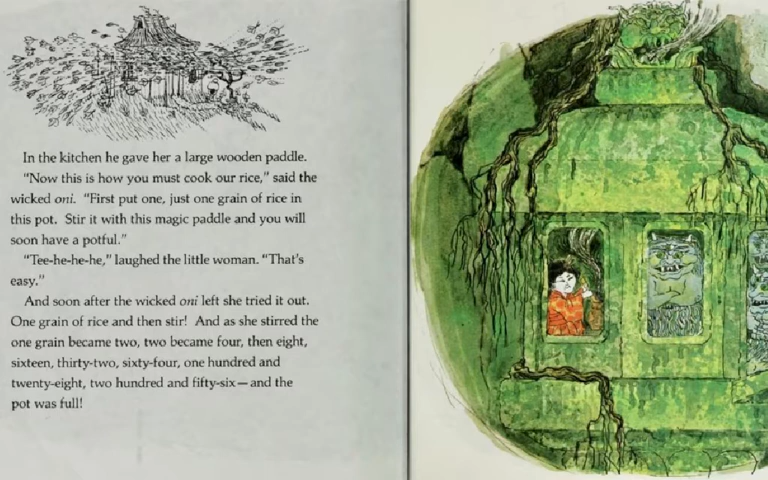 In the kitchen he gave her a large wooden paddle.
"Now this is how you must cook our rice," said the
wicked oni. "First put one, just one grain of rice in
this pot. Stir it with this magic paddle and you will
soon have a potful."
"Tee-he-he-he," laughed the little woman. "That's
easy."
And soon after the wicked oni left she tried it out.
One grain of rice and then stir! And as she stirred the
one grain became two, two became four, then eight,
sixteen, thirty-two, sixty-four, one hundred and
twenty-eight, two hundred and fifty-six—and the
pot was full!